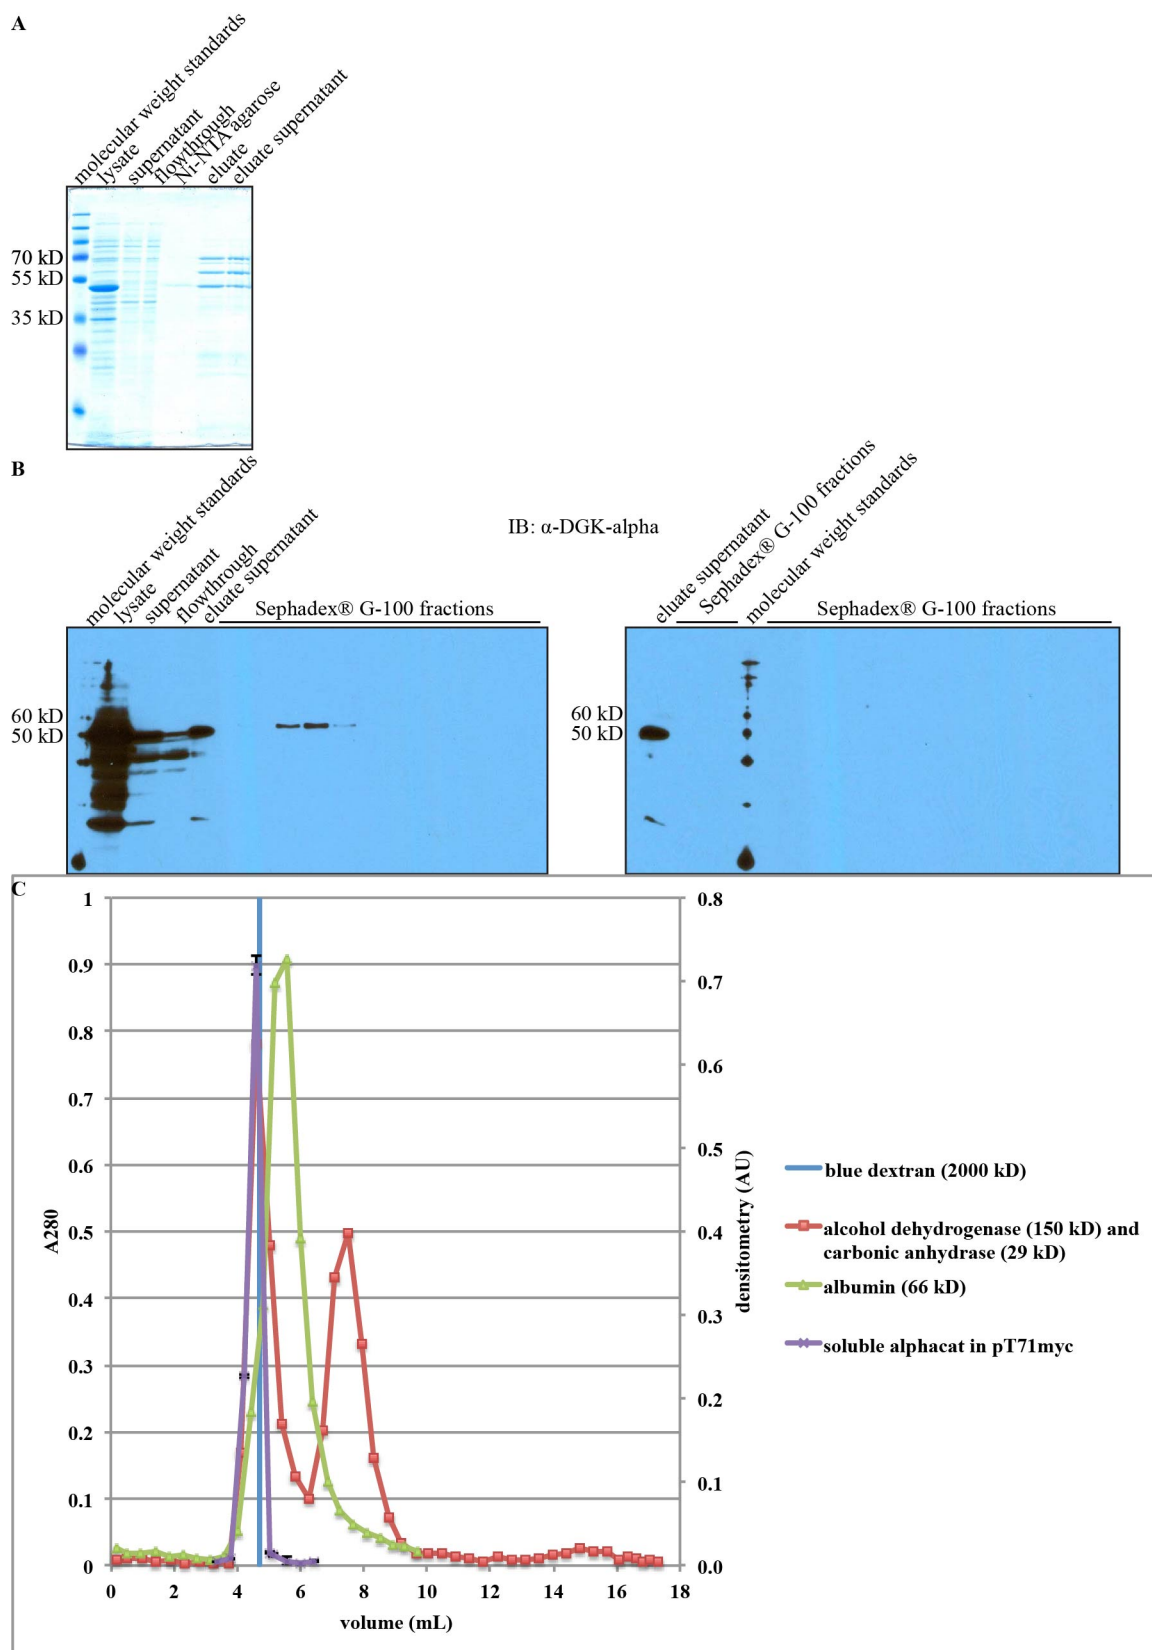 A
molecular weight standards
lysate
supernatant
flowthrough
Ni-NTA agarose
eluate
eluate supernatant
70 kD
55 kD
35 kD
B
IB: α-DGK-alpha
molecular weight standards
lysate
supernatant
flowthrough
eluate supernatant
Sephadex® G-100 fractions
60 kD
50 kD
eluate supernatant
Sephadex® G-100 fractions
molecular weight standards
Sephadex® G-100 fractions
60 kD
50 kD
C
1
0.9
0.8
0.7
0.6
0.5
0.4
0.3
0.2
0.1
0
A280
0.8
0.7
0.6
0.5
0.4
0.3
0.2
0.1
0.0
densitometry (AU)
0 2 4 6 8 10 12 14 16 18
volume (mL)
blue dextran (2000 kD)
alcohol dehydrogenase (150 kD) and
carbonic anhydrase (29 kD)
albumin (66 kD)
soluble alphacat in pT71myc